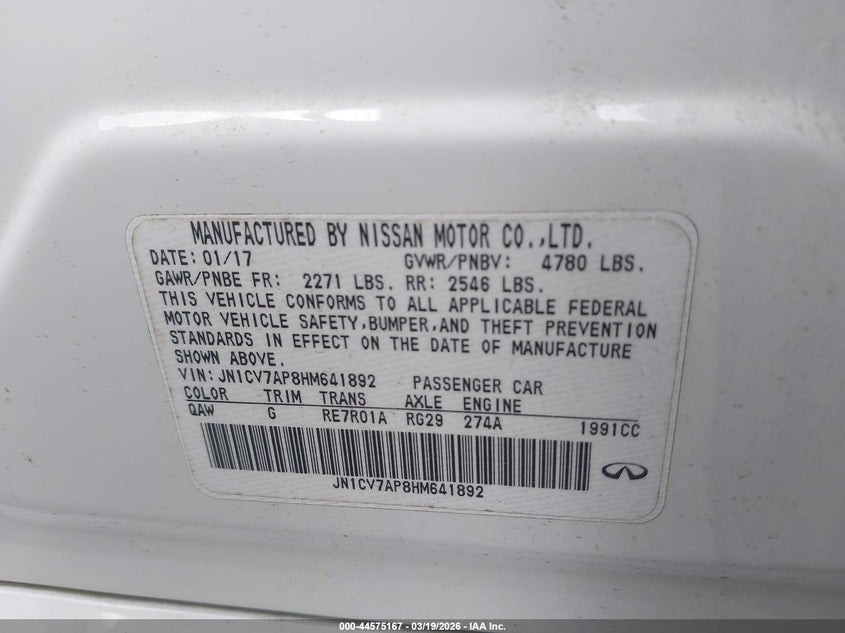 MANUFACTURED BY NISSAN MOTOR CO.,LTD.
DATE: 01/17 GVWR/PNBV: 4780 LBS.
GAWR/PNBE FR: 2271 LBS. RR: 2546 LBS.
THIS VEHICLE CONFORMS TO ALL APPLICABLE FEDERAL
MOTOR VEHICLE SAFETY,BUMPER,AND THEFT PREVENTION
STANDARDS IN EFFECT ON THE DATE OF MANUFACTURE
SHOWN ABOVE.
VIN: JN1CV7AP8HM641892 PASSENGER CAR
COLOR TRIM TRANS AXLE ENGINE
QAW G RE7R01A RG29 274A 1991CC
JN1CV7AP8HM641892
000-44575167 - 03/19/2026 - IAA Inc.